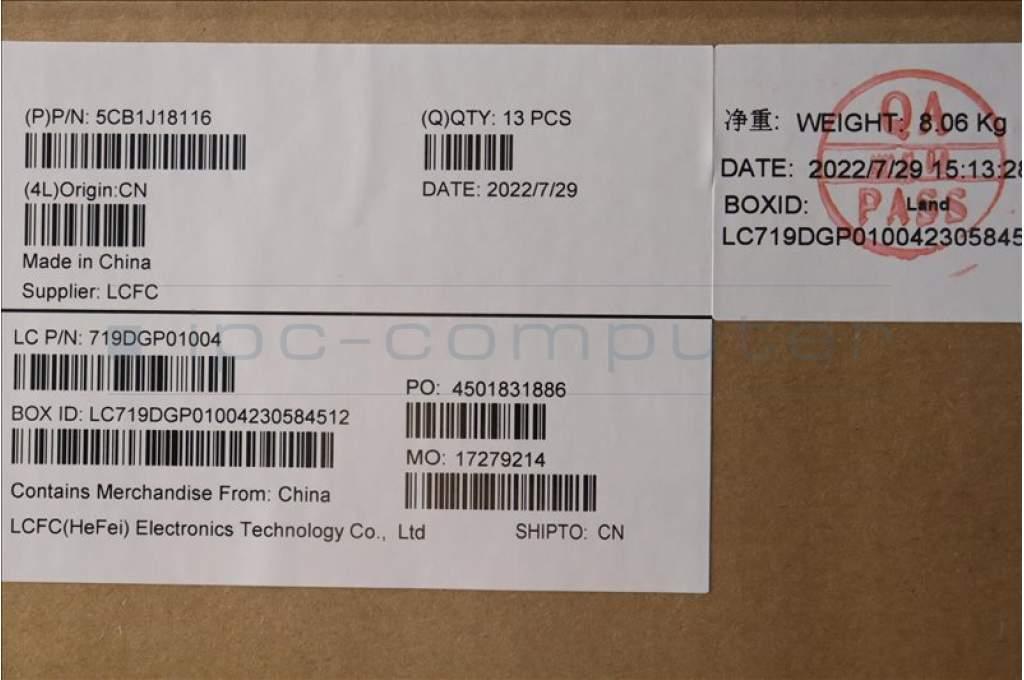 (P)P/N: 5CB1J18116
(Q)QTY: 13 PCS
(4L)Origin:CN
DATE: 2022/7/29
Made in China
Supplier: LCFC
净重: WEIGHT: 8.06 Kg
DATE: 2022/7/29 15:13:28
BOXID: Land
LC719DGP0100423058451
QA
PASS
ipc-computer
LC P/N: 719DGP01004
PO: 4501831886
BOX ID: LC719DGP01004230584512
MO: 17279214
Contains Merchandise From: China
LCFC(HeFei) Electronics Technology Co., Ltd
SHIPTO: CN